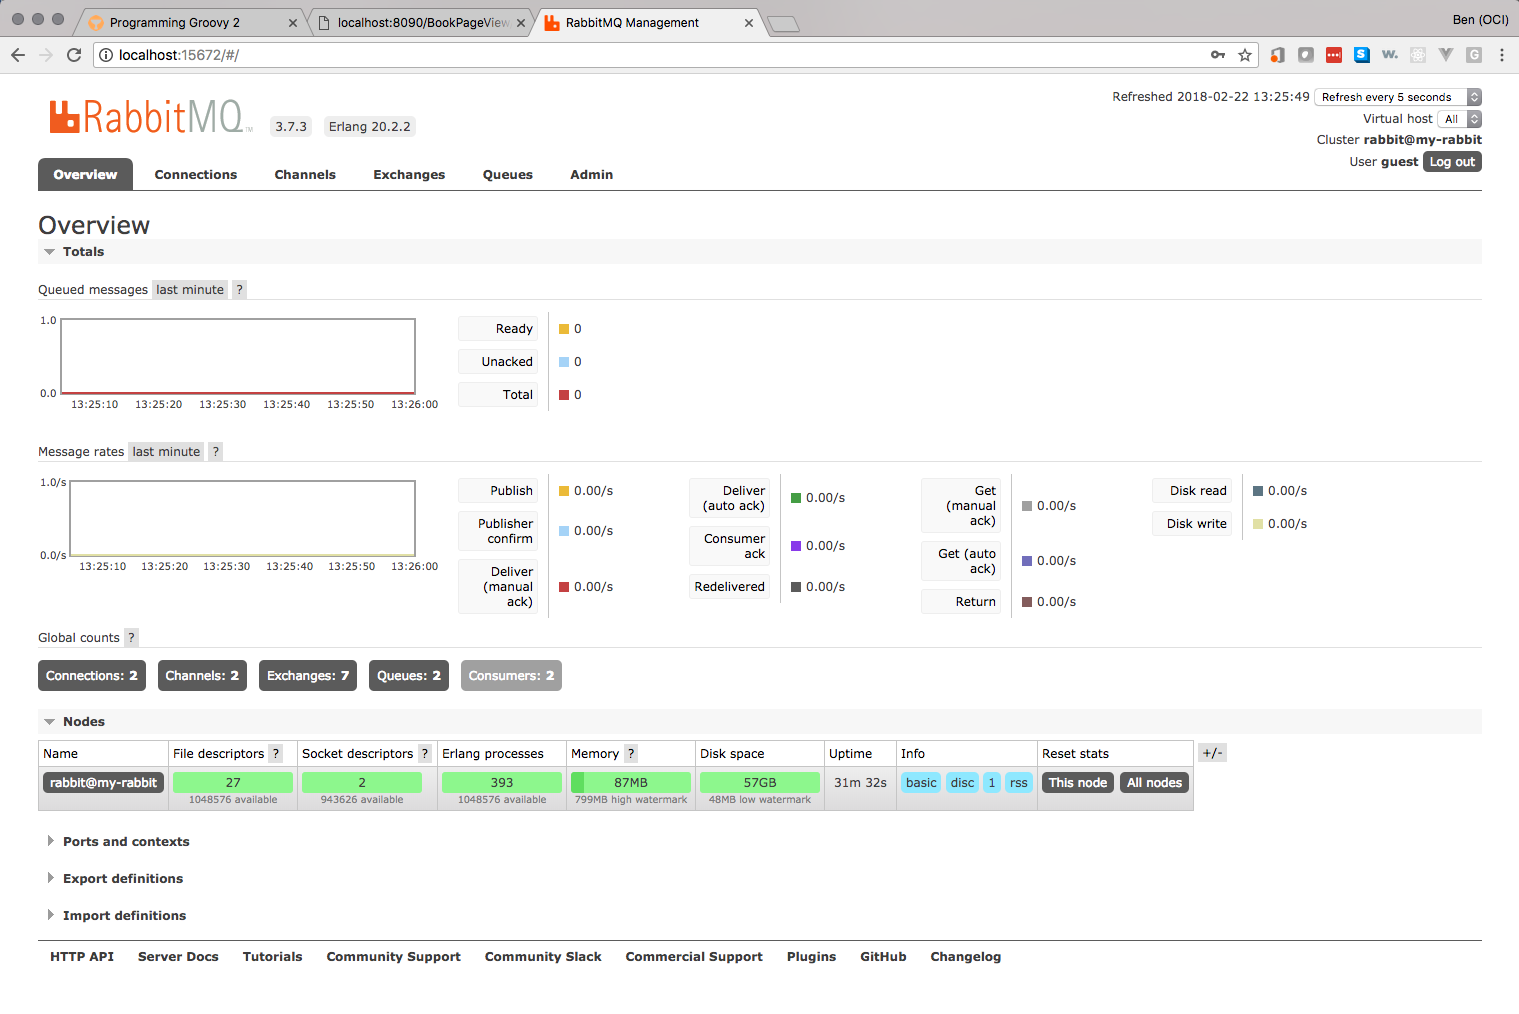 Programming Groovy 2
localhost:8090/BookPageView
RabbitMQ Management
Ben (OCI)
localhost:15672/#/
RabbitMQ TM
3.7.3
Erlang 20.2.2
Refreshed 2018-02-22 13:25:49 Refresh every 5 seconds
Virtual host All
Cluster rabbit@my-rabbit
User guest Log out
Overview Connections Channels Exchanges Queues Admin
Overview
Totals
Queued messages last minute ?
1.0
0.0
13:25:10 13:25:20 13:25:30 13:25:40 13:25:50 13:26:00
Ready 0
Unacked 0
Total 0
Message rates last minute ?
1.0/s
0.0/s
13:25:10 13:25:20 13:25:30 13:25:40 13:25:50 13:26:00
Publish 0.00/s
Publisher
confirm 0.00/s
Deliver
(manual
ack) 0.00/s
Deliver
(auto ack) 0.00/s
Consumer
ack 0.00/s
Redelivered 0.00/s
Get
(manual
ack) 0.00/s
Get (auto
ack) 0.00/s
Return 0.00/s
Disk read 0.00/s
Disk write 0.00/s
Global counts ?
Connections: 2 Channels: 2 Exchanges: 7 Queues: 2 Consumers: 2
Nodes
Name File descriptors ? Socket descriptors ? Erlang processes Memory ? Disk space Uptime Info Reset stats +/-
rabbit@my-rabbit 27 2 393 87MB 57GB 31m 32s basic disc 1 rss This node All nodes
1048576 available 943626 available 1048576 available 799MB high watermark 48MB low watermark
Ports and contexts
Export definitions
Import definitions
HTTP API Server Docs Tutorials Community Support Community Slack Commercial Support Plugins GitHub Changelog